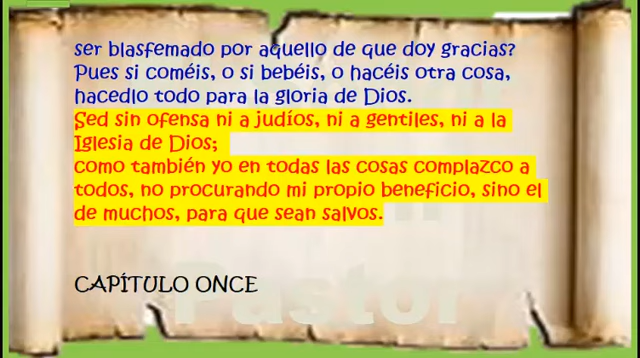 ser blasfemado por aquello de que doy gracias?
Pues si coméis, o si bebéis, o hacéis otra cosa,
hacedlo todo para la gloria de Dios.
Sed sin ofensa ni a judíos, ni a gentiles, ni a la
Iglesia de Dios;
como también yo en todas las cosas complazco a
todos, no procurando mi propio beneficio, sino el
de muchos, para que sean salvos.
CAPÍTULO ONCE
Pastor